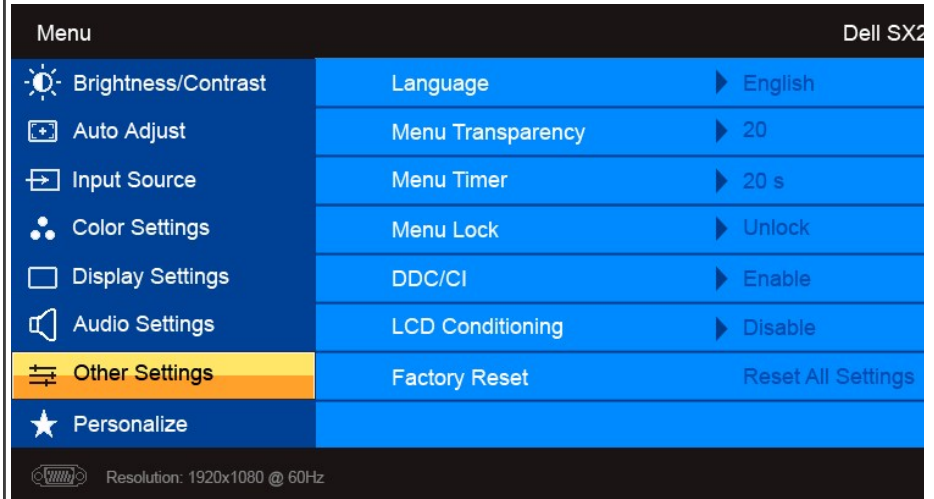 Menu Dell SX2
Brightness/Contrast Language English
Auto Adjust Menu Transparency 20
Input Source Menu Timer 20 s
Color Settings Menu Lock Unlock
Display Settings DDC/CI Enable
Audio Settings LCD Conditioning Disable
Other Settings Factory Reset Reset All Settings
Personalize
Resolution: 1920x1080 @ 60Hz